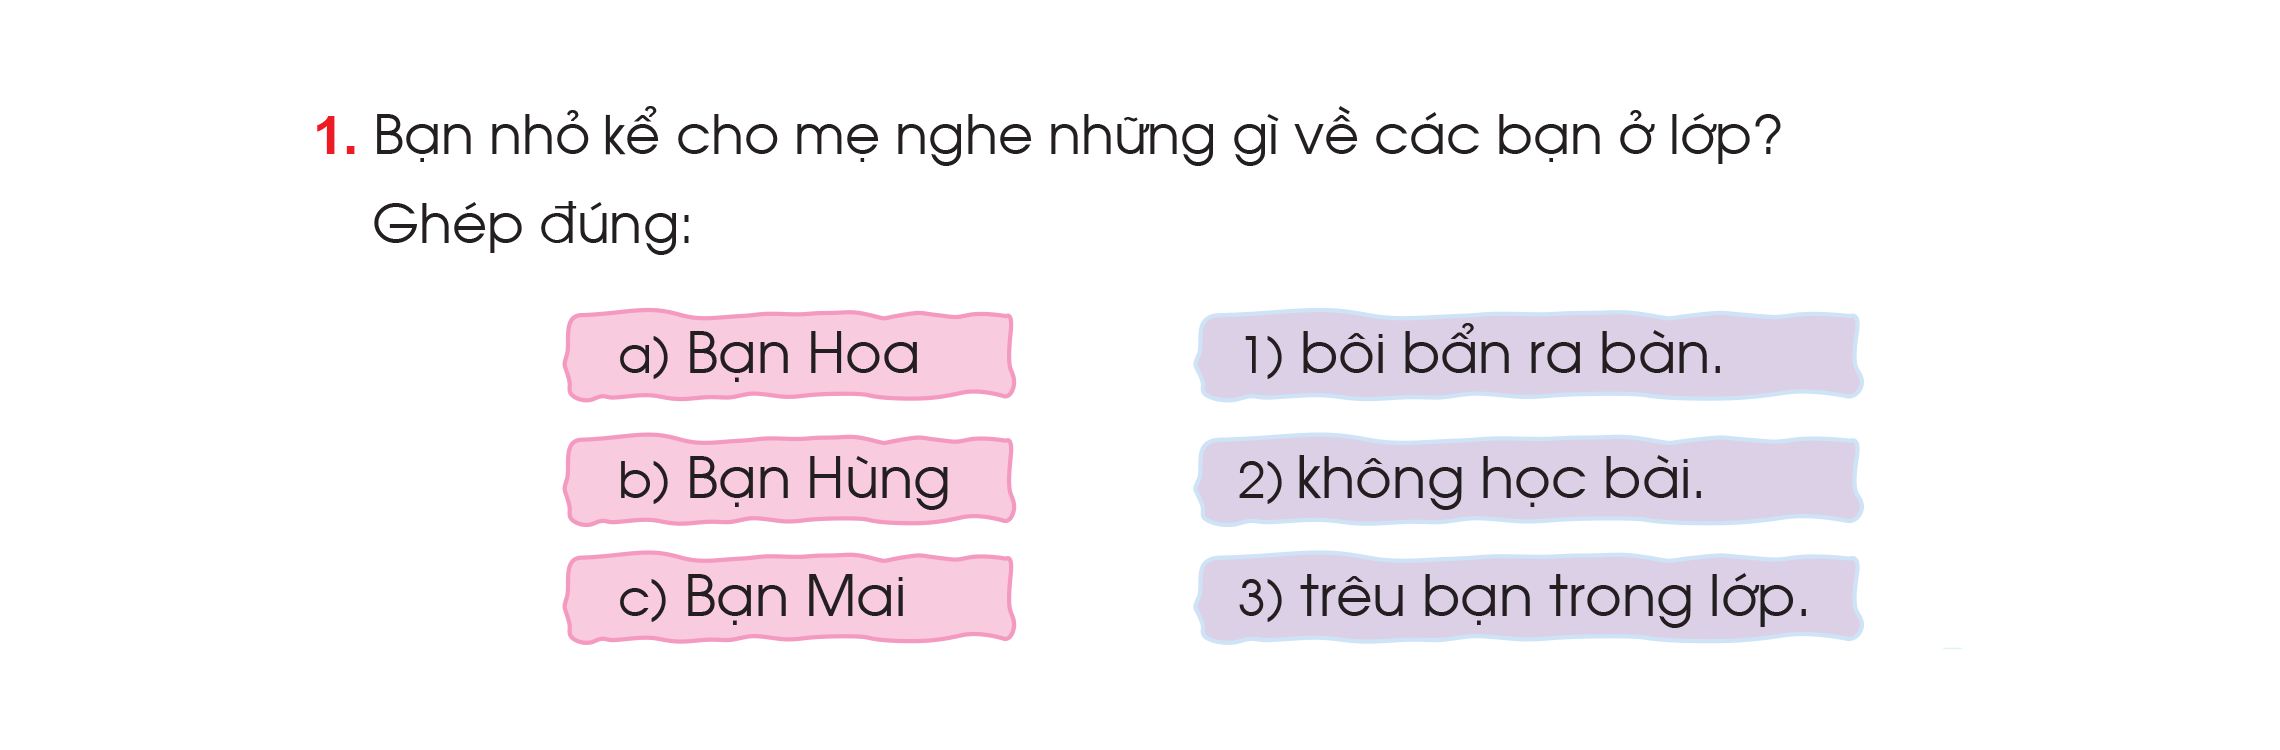 1. Bạn nhỏ kể cho mẹ nghe những gì về các bạn ở lớp?
Ghép đúng:
a) Bạn Hoa
1) bôi bẩn ra bàn.
b) Bạn Hùng
2) không học bài.
c) Bạn Mai
3) trêu bạn trong lớp.